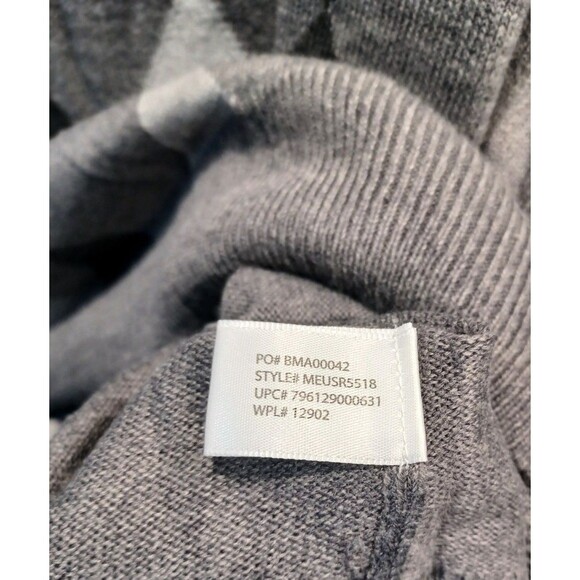 PO# BMA00042
STYLE# MEUSR5518
UPC# 796129000631
WPL# 12902